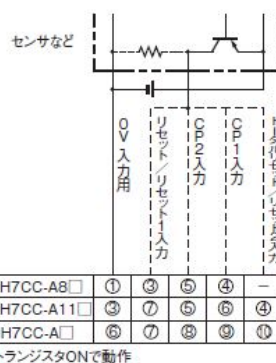 センサなど
0V 入力用
リセット／リセット1入力
CP2入力
CP1入力
H7CC-A8□ ① ③ ⑤ ④ －
H7CC-A11□ ③ ⑦ ⑤ ⑥ ④
H7CC-A□ ⑥ ⑦ ⑧ ⑨ ⑩
トランジスタONで動作